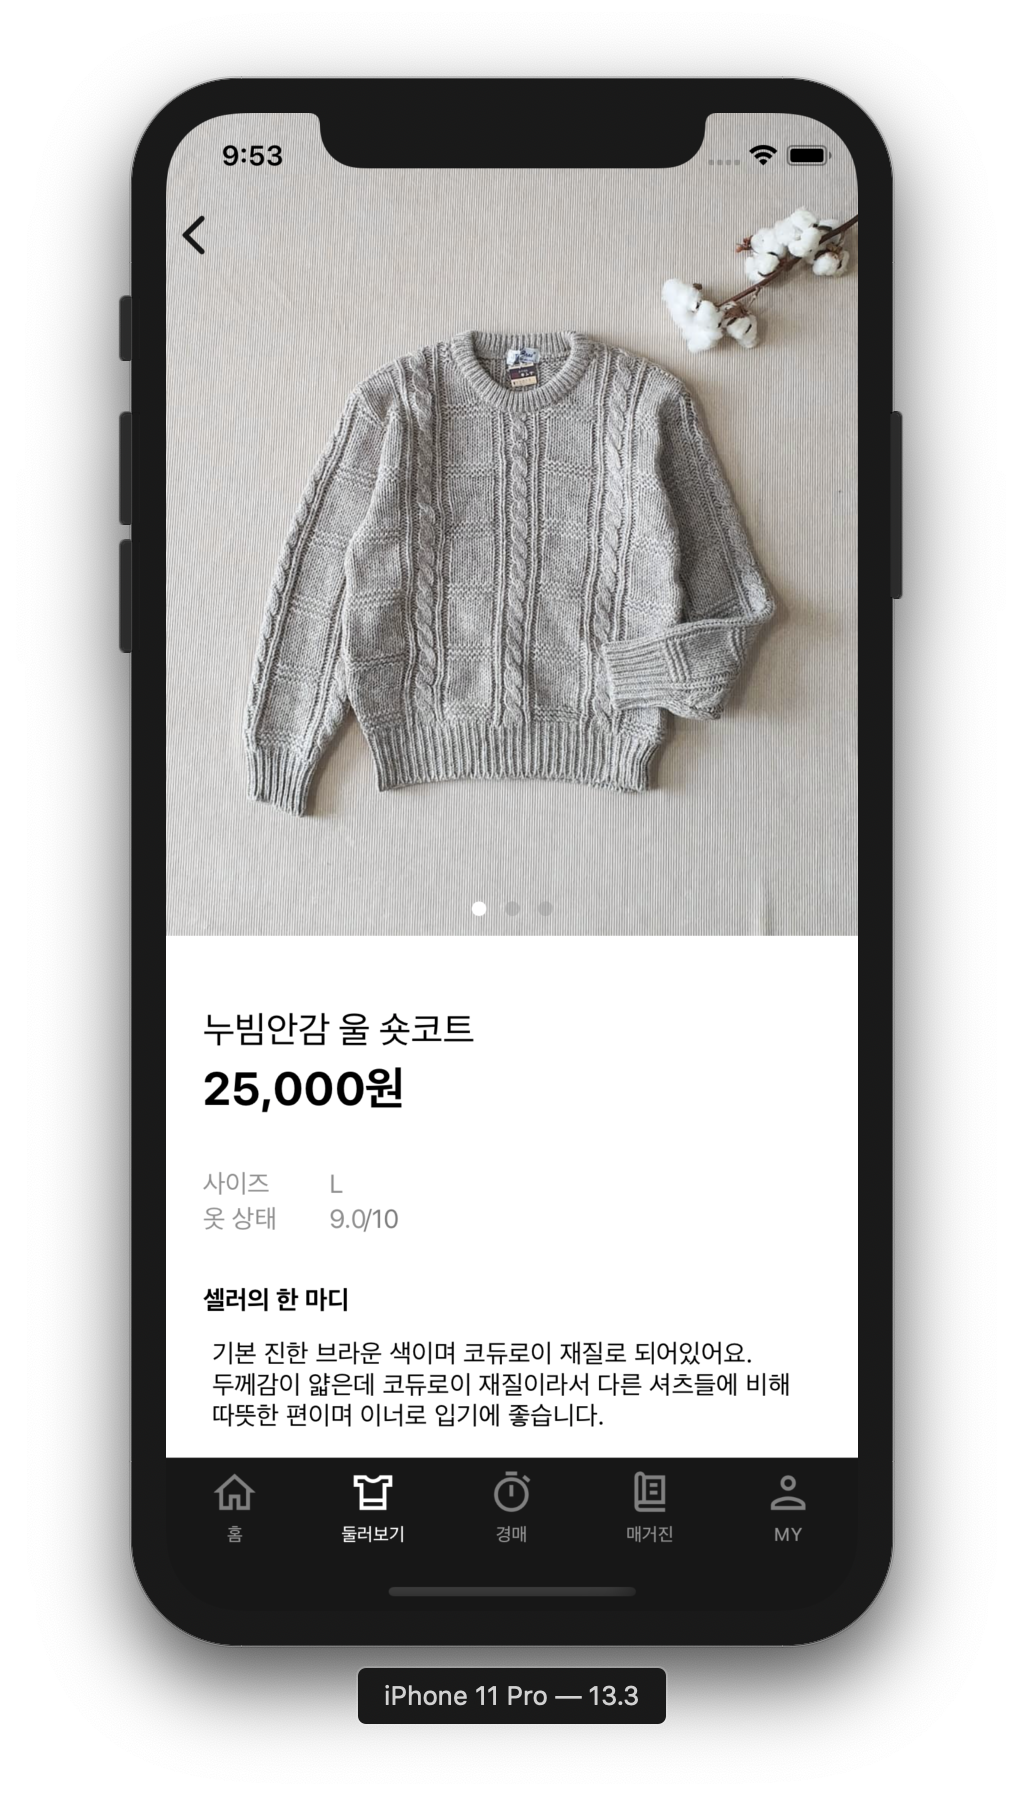 9:53
누빔안감 울 숏코트
25,000원
사이즈 L
옷 상태 9.0/10
셀러의 한 마디
기본 진한 브라운 색이며 코듀로이 재질로 되어있어요.
두께감이 얇은데 코듀로이 재질이라서 다른 셔츠들에 비해
따뜻한 편이며 이너로 입기에 좋습니다.
홈 둘러보기 경매 매거진 MY
iPhone 11 Pro — 13.3